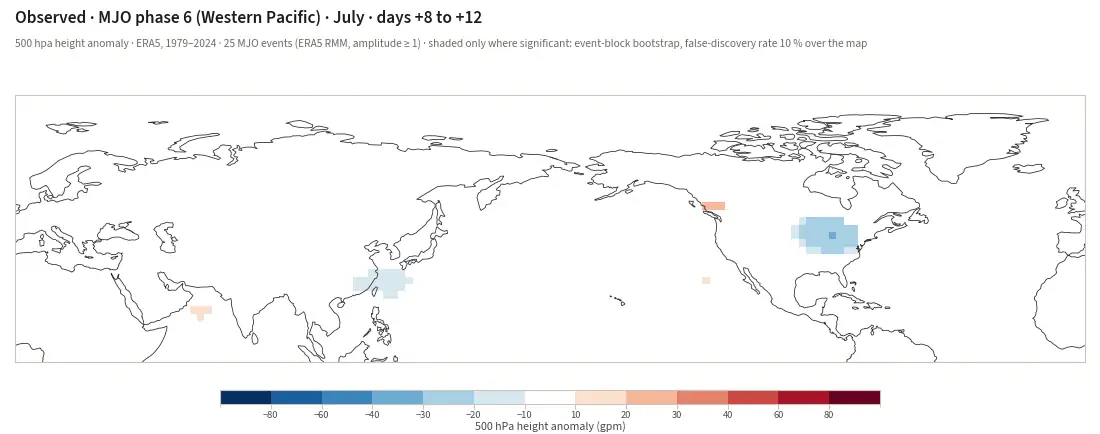 Observed · MJO phase 6 (Western Pacific) · July · days +8 to +12
500 hpa height anomaly · ERA5, 1979–2024 · 25 MJO events (ERA5 RMM, amplitude ≥ 1) · shaded only where significant: event-block bootstrap, false-discovery rate 10 % over the map
−80 −60 −40 −30 −20 −10 10 20 30 40 60 80
500 hPa height anomaly (gpm)